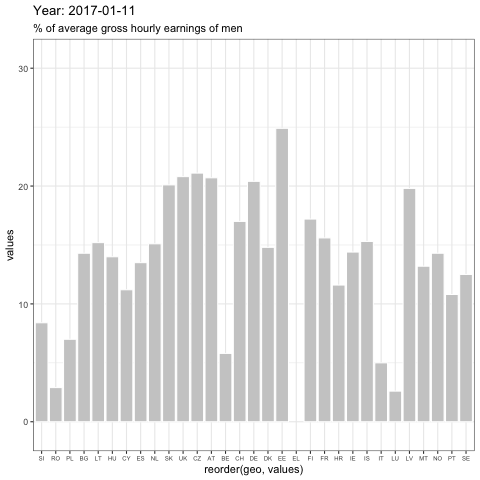 Year: 2017-01-11
% of average gross hourly earnings of men
30
20
10
0
values
SI RO PL BG LT HU CY ES NL SK UK CZ AT BE CH DE DK EE EL FI FR HR IE IS IT LU LV MT NO PT SE
reorder(geo, values)